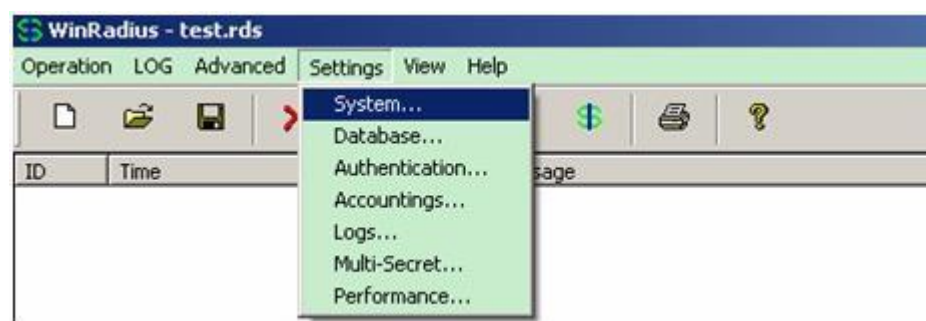 WinRadius - test.rds
Operation LOG Advanced Settings View Help
System...
Database...
ID Time sage
Authentication...
Accountings...
Logs...
Multi-Secret...
Performance...